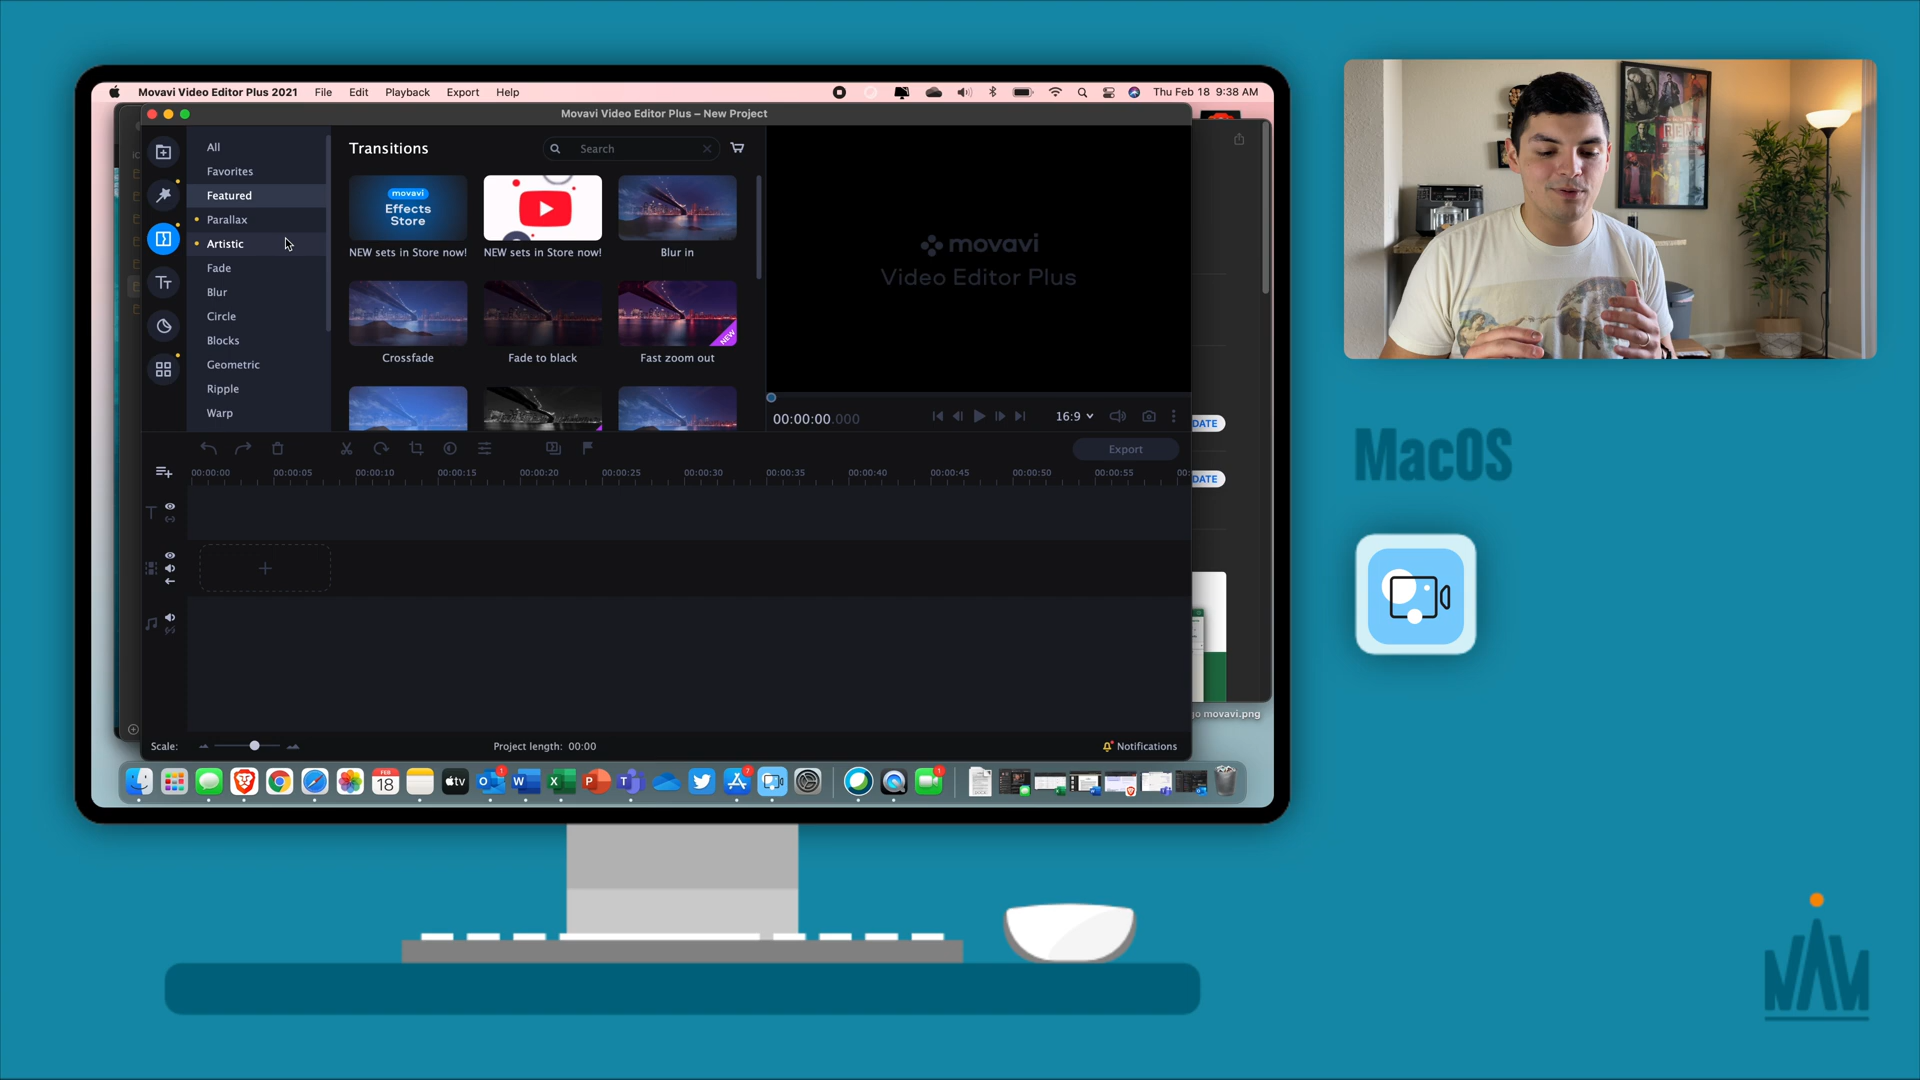 Movavi Video Editor Plus 2021 File Edit Playback Export Help
Thu Feb 18 9:38 AM
Movavi Video Editor Plus – New Project
All
Favorites
Featured
Parallax
Artistic
Fade
Blur
Circle
Blocks
Geometric
Ripple
Warp
Transitions
Search
movavi
Effects
Store
NEW sets in Store now!
NEW sets in Store now!
Blur in
NEW
Crossfade
Fade to black
Fast zoom out
movavi
Video Editor Plus
00:00:00.000
16:9
Export
00:00:00 00:00:05 00:00:10 00:00:15 00:00:20 00:00:25 00:00:30 00:00:35 00:00:40 00:00:45 00:00:50 00:00:55 00:
Scale:
Project length: 00:00
Notifications
DATE
DATE
go movavi.png
FEB
18
tv
MacOS